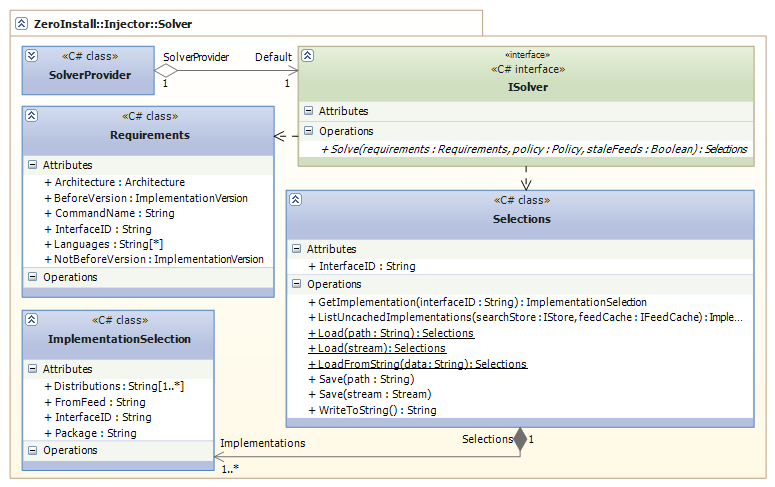 ZeroInstall::Injector::Solver
«C# class»
SolverProvider
SolverProvider
1
Default
1
«interface»
«C# interface»
ISolver
Attributes
Operations
+ Solve(requirements : Requirements, policy : Policy, staleFeeds : Boolean) : Selections
«C# class»
Requirements
Attributes
+ Architecture : Architecture
+ BeforeVersion : ImplementationVersion
+ CommandName : String
+ InterfaceID : String
+ Languages : String[*]
+ NotBeforeVersion : ImplementationVersion
Operations
«C# class»
Selections
Attributes
+ InterfaceID : String
Operations
+ GetImplementation(interfaceID : String) : ImplementationSelection
+ ListUncachedImplementations(searchStore : IStore, feedCache : IFeedCache) : Imple...
+ Load(path : String) : Selections
+ Load(stream) : Selections
+ LoadFromString(data : String) : Selections
+ Save(path : String)
+ Save(stream : Stream)
+ WriteToString() : String
«C# class»
ImplementationSelection
Attributes
+ Distributions : String[1..*]
+ FromFeed : String
+ InterfaceID : String
+ Package : String
Operations
Implementations
1..*
Selections
1